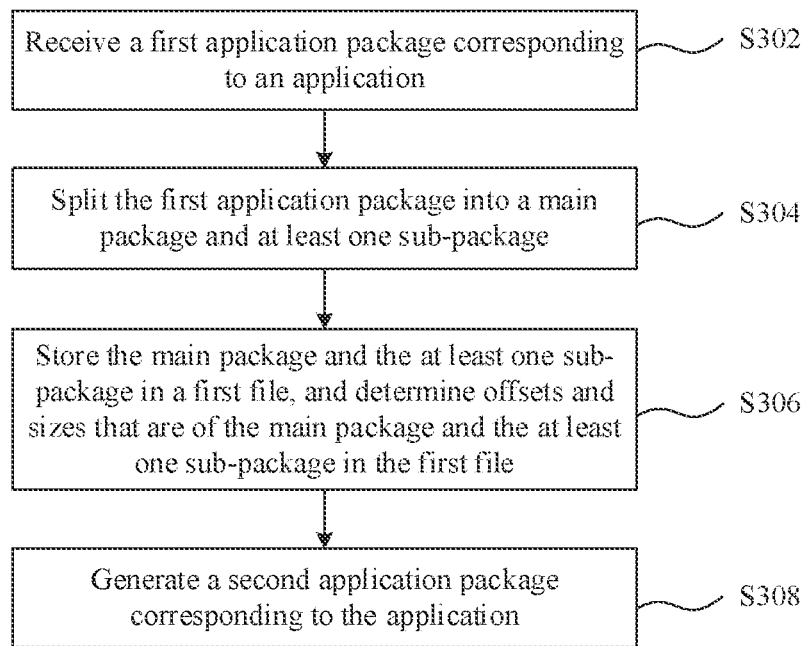 Receive a first application package corresponding
to an application
S302
Split the first application package into a main
package and at least one sub-package
S304
Store the main package and the at least one sub-
package in a first file, and determine offsets and
sizes that are of the main package and the at least
one sub-package in the first file
S306
Generate a second application package
corresponding to the application
S308